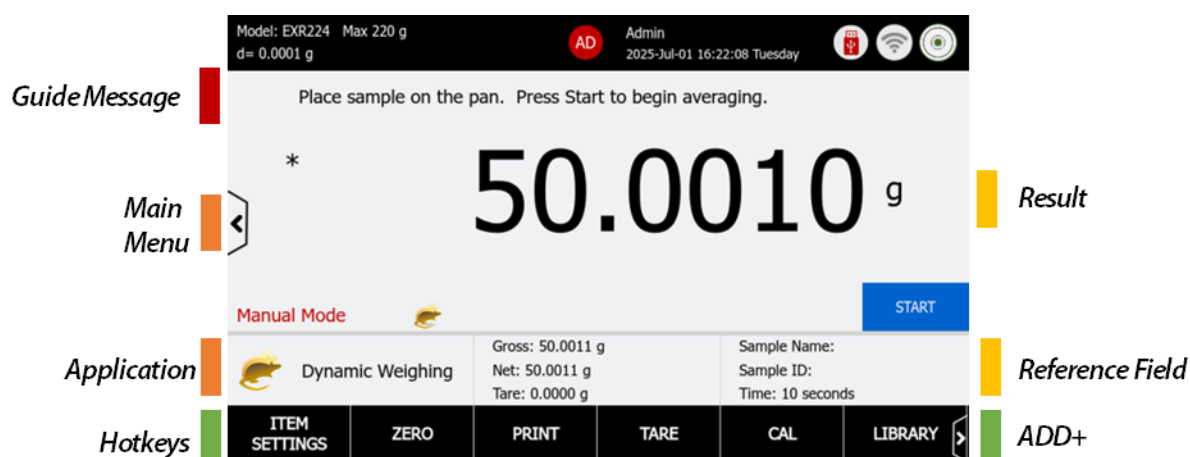 Model: EXR224 Max 220 g
d= 0.0001 g
AD
Admin
2025-Jul-01 16:22:08 Tuesday
Guide Message
Place sample on the pan. Press Start to begin averaging.
*
50.0010 g
Main
Menu
Result
Manual Mode
START
Application
Dynamic Weighing
Gross: 50.0011 g
Net: 50.0011 g
Tare: 0.0000 g
Sample Name:
Sample ID:
Time: 10 seconds
Reference Field
Hotkeys
ITEM
SETTINGS
ZERO
PRINT
TARE
CAL
LIBRARY
ADD+